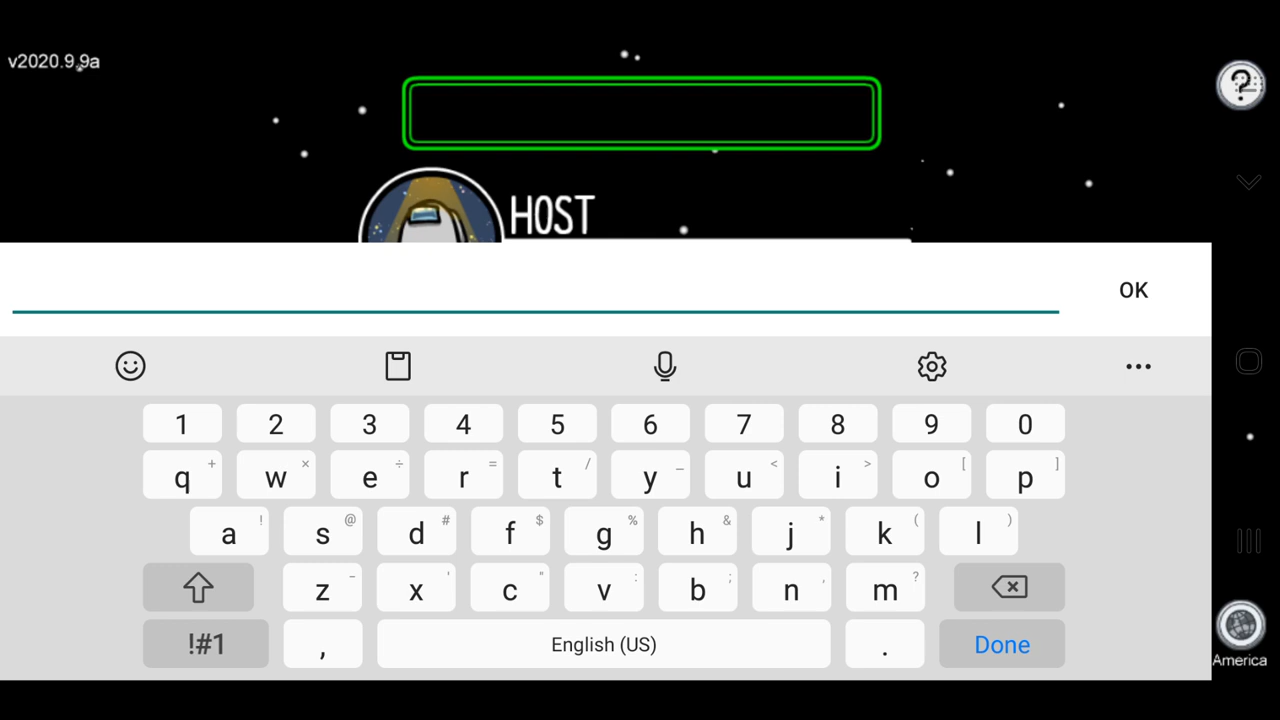 v2020.9.9a
?
HOST
OK
1 2 3 4 5 6 7 8 9 0
q + w × e ÷ r = t / y _ u < i > o [ p ]
a ! s @ d # f $ g % h & j * k ( l )
z - x ' c " v : b ; n , m ?
!#1 , English (US) . Done
America